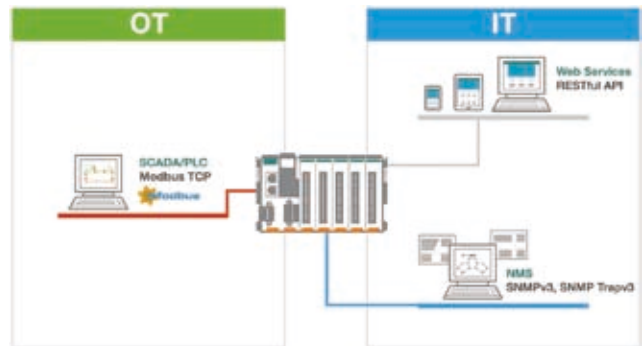 OT
IT
Web Services
RESTful API
SCADA/PLC
Modbus TCP
Modbus
NMS
SNMPv3, SNMP Trapv3